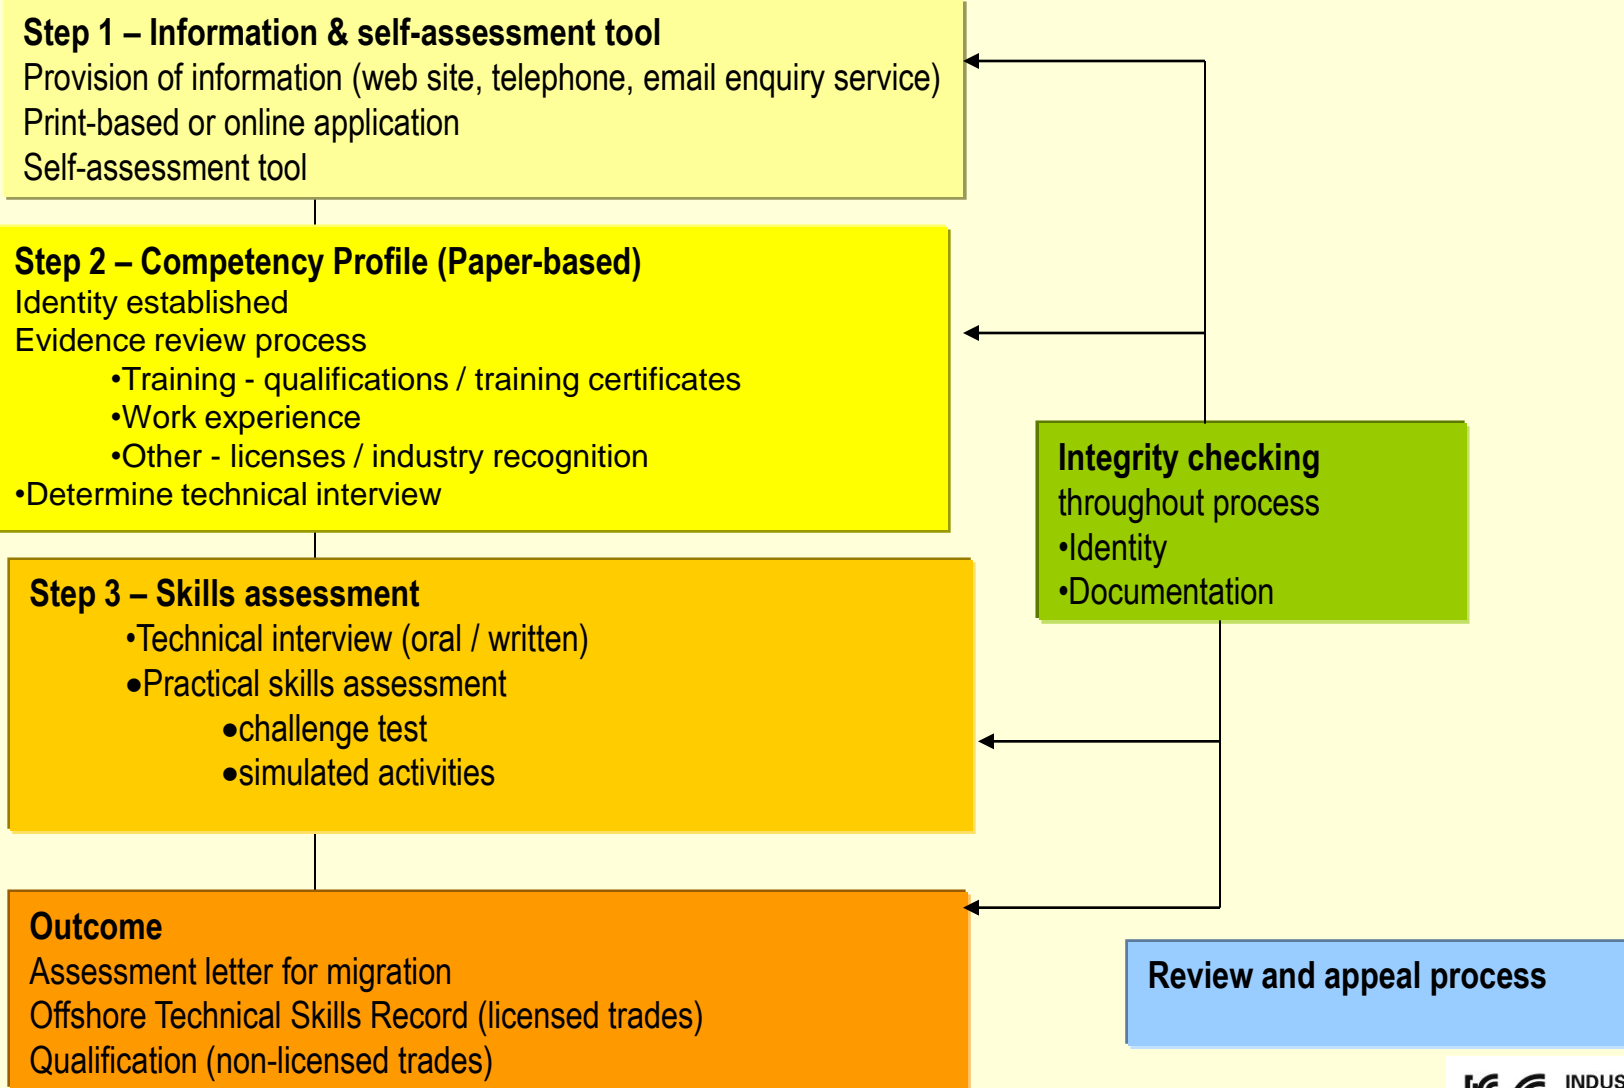 Step 1 – Information & self-assessment tool
Provision of information (web site, telephone, email enquiry service)
Print-based or online application
Self-assessment tool
Step 2 – Competency Profile (Paper-based)
Identity established
Evidence review process
•Training - qualifications / training certificates
•Work experience
•Other - licenses / industry recognition
•Determine technical interview
Step 3 – Skills assessment
•Technical interview (oral / written)
•Practical skills assessment
•challenge test
•simulated activities
Outcome
Assessment letter for migration
Offshore Technical Skills Record (licensed trades)
Qualification (non-licensed trades)
Integrity checking
throughout process
•Identity
•Documentation
Review and appeal process